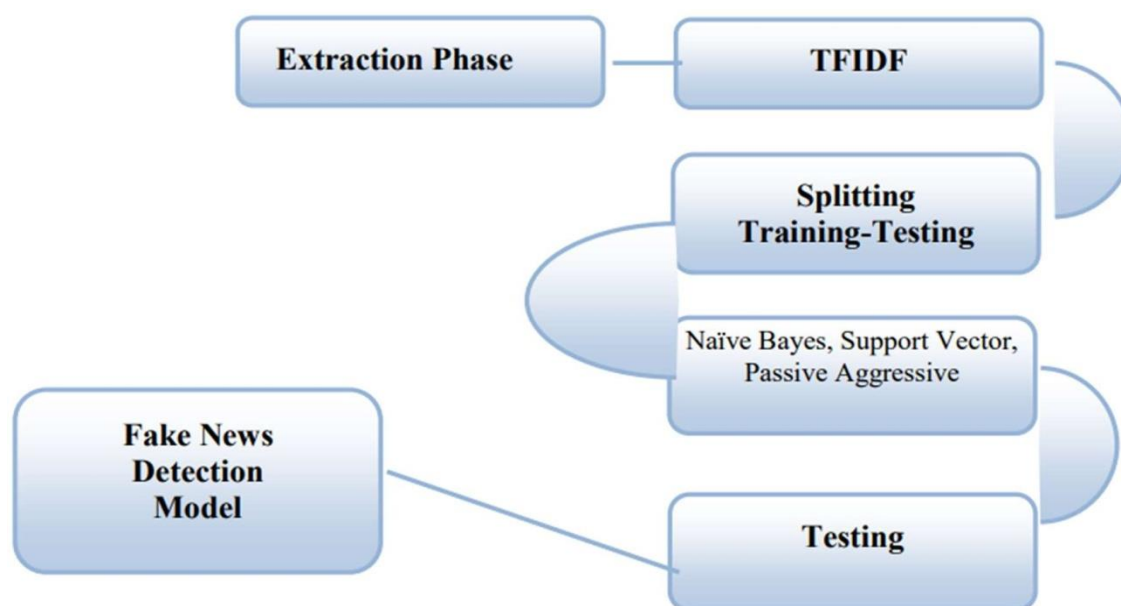 Extraction Phase
TFIDF
Splitting
Training-Testing
Naïve Bayes, Support Vector,
Passive Aggressive
Fake News
Detection
Model
Testing